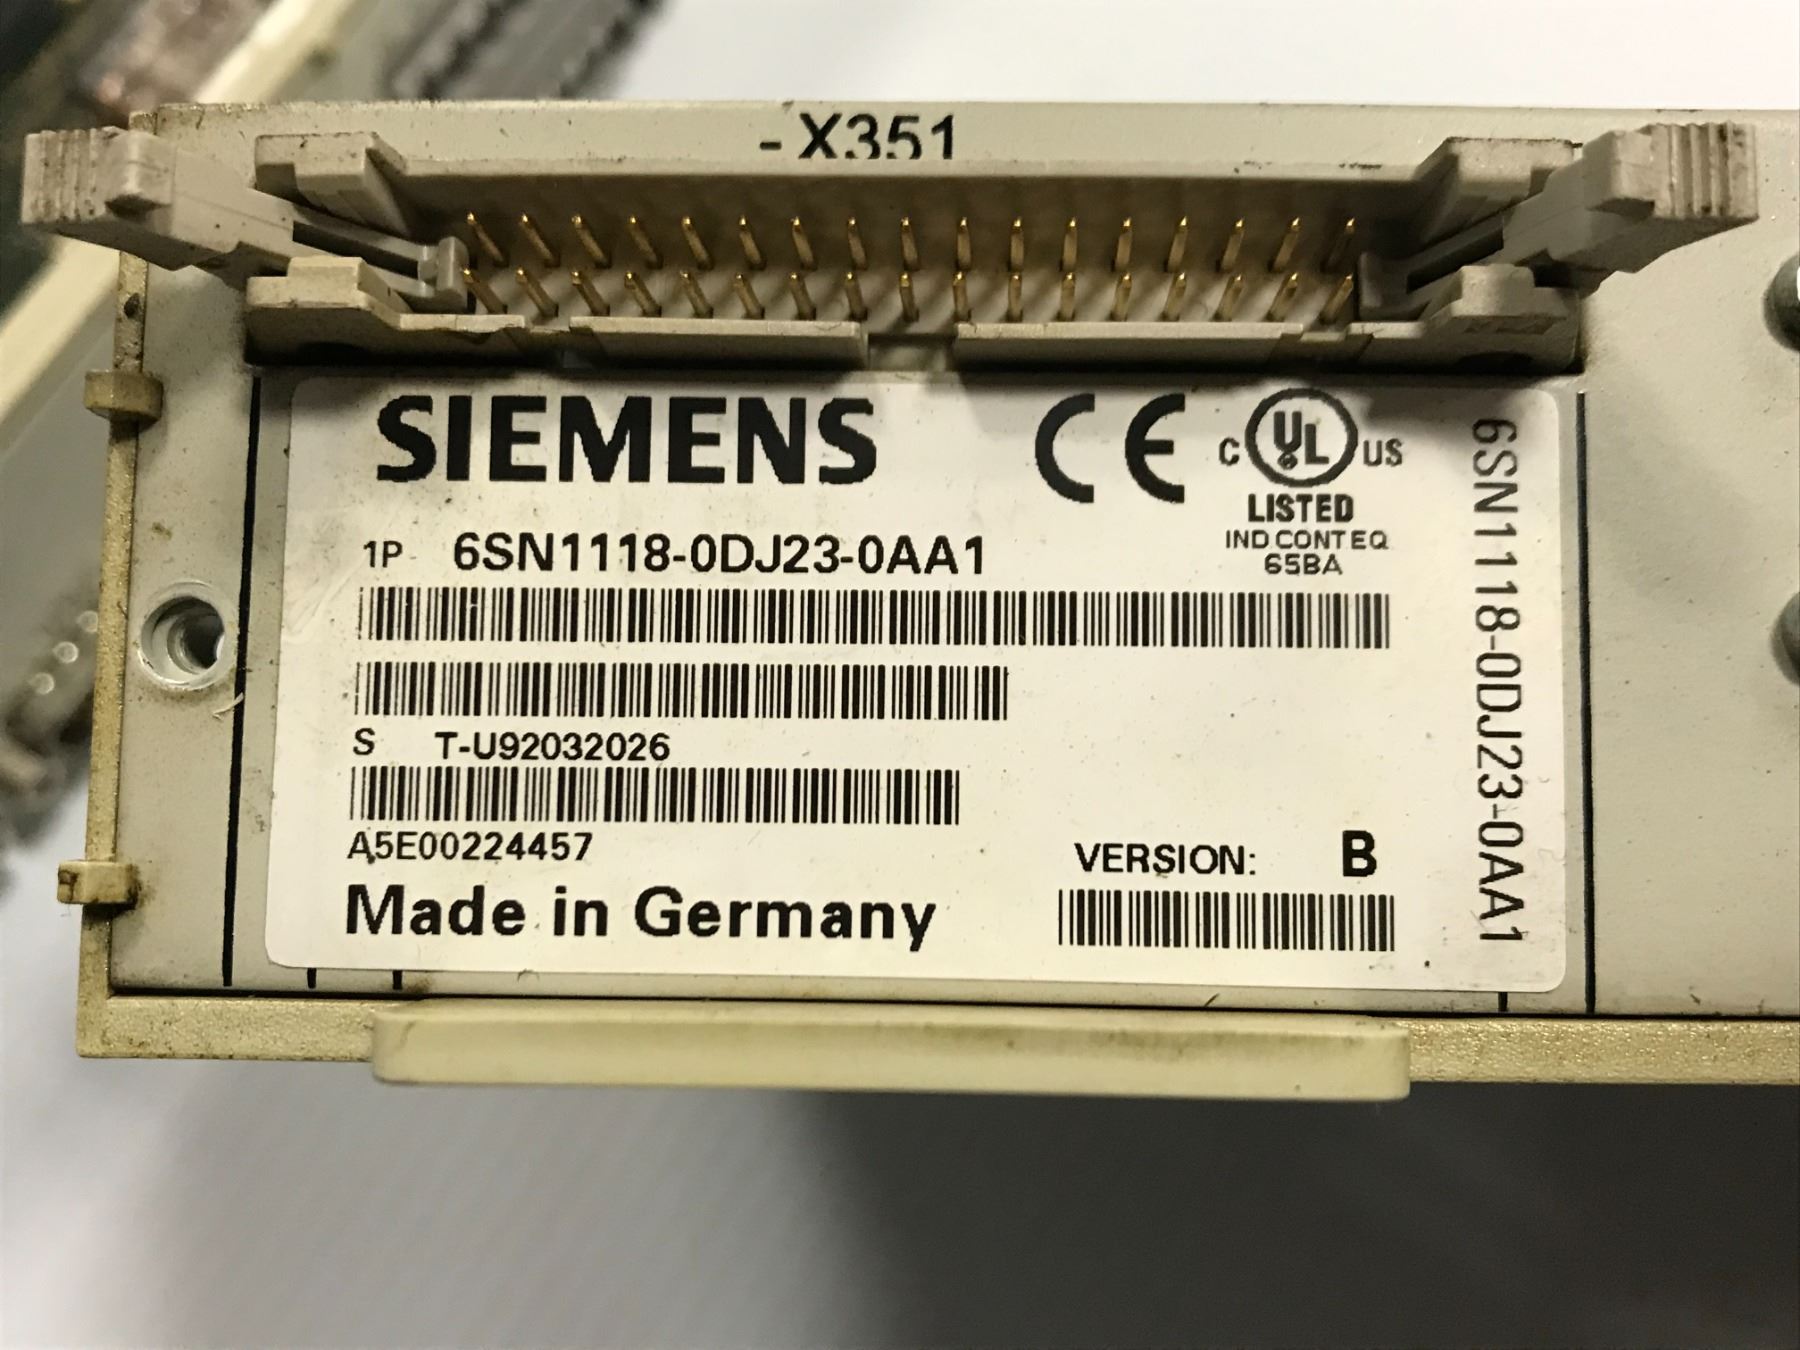 -X351
SIEMENS
CE
C UL US
LISTED
IND CONT EQ
65BA
1P 6SN1118-0DJ23-0AA1
S T-U92032026
A5E00224457
VERSION: B
Made in Germany
6SN1118-0DJ23-0AA1